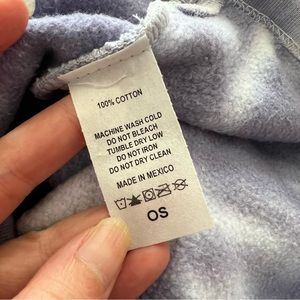 100% COTTON
MACHINE WASH COLD
DO NOT BLEACH
TUMBLE DRY LOW
DO NOT IRON
DO NOT DRY CLEAN
MADE IN MEXICO
OS